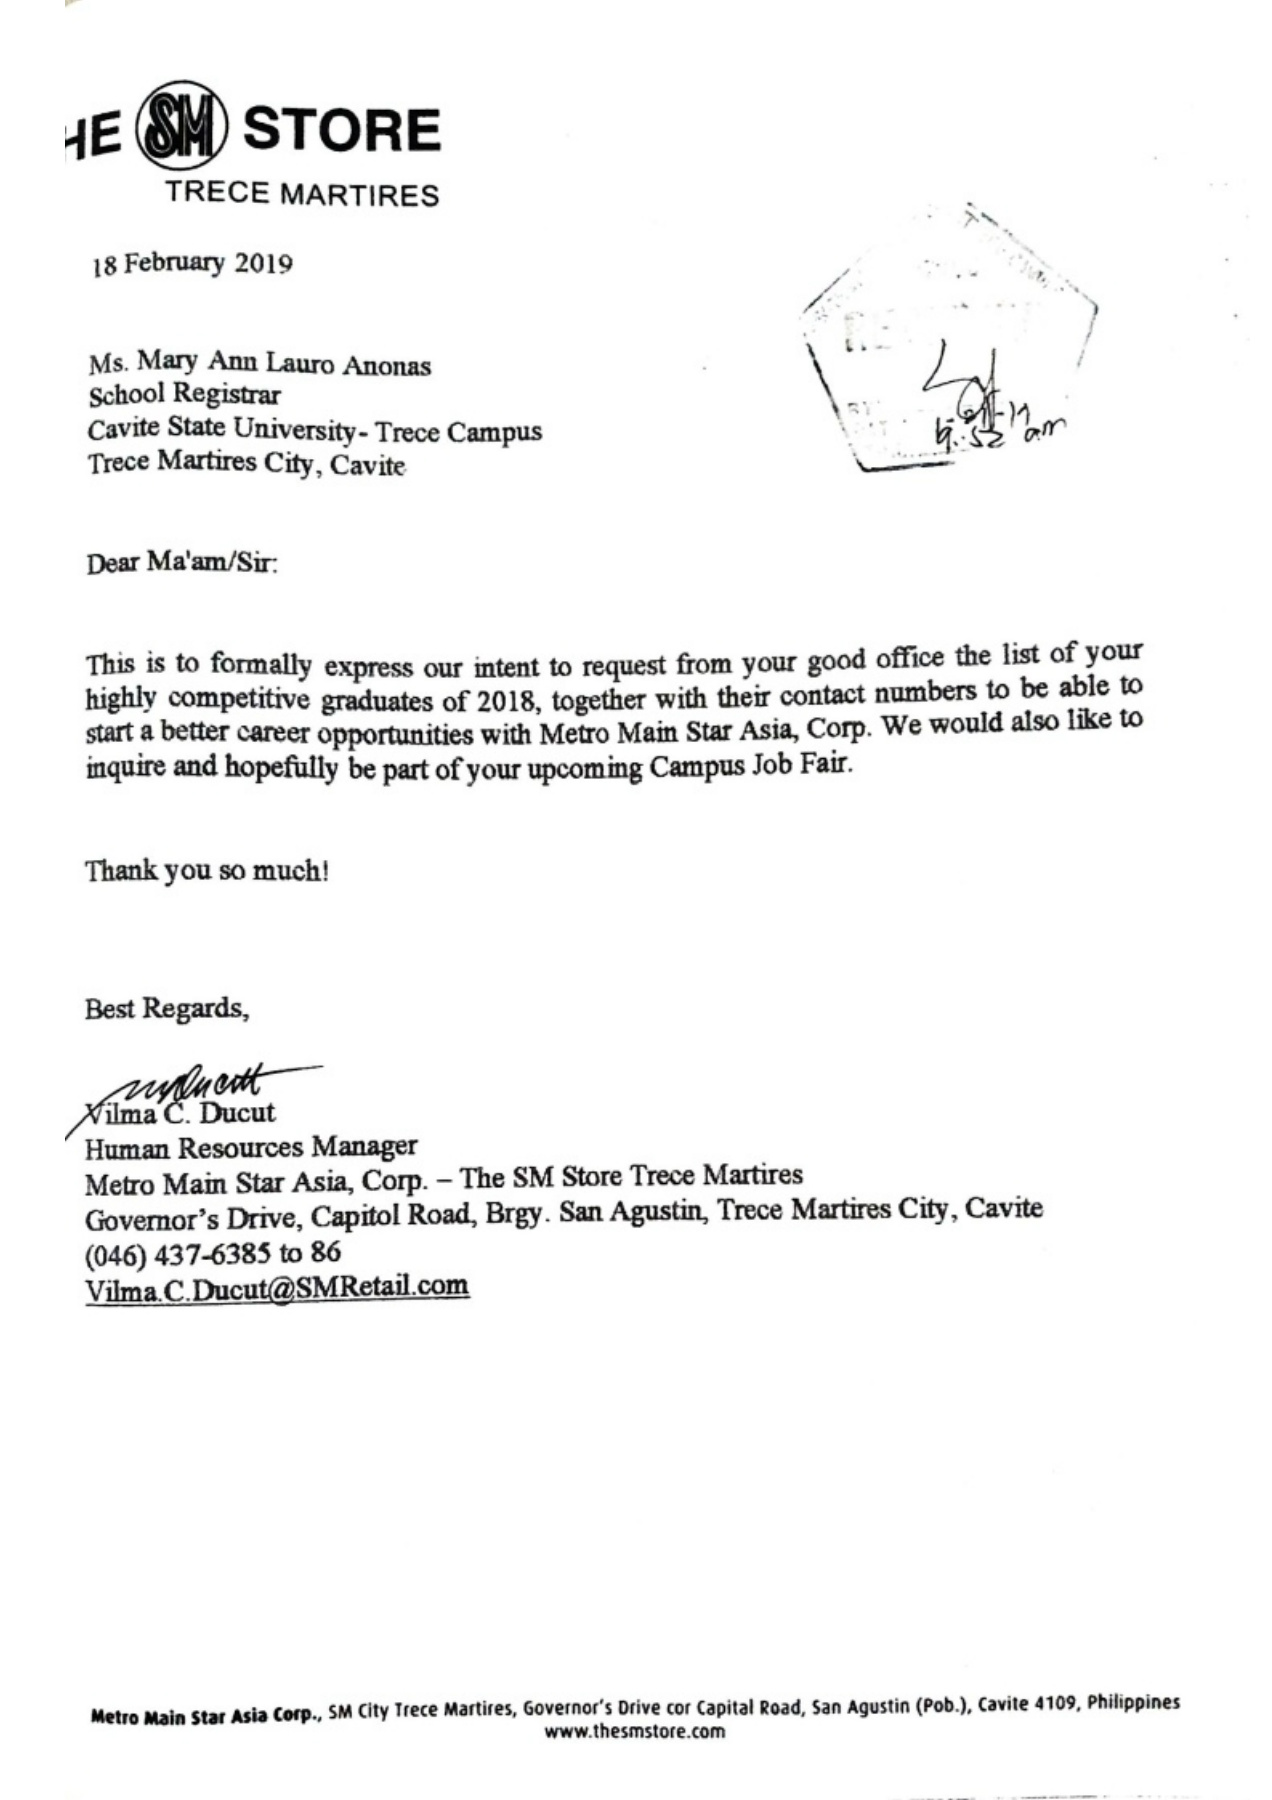 HE SM STORE
TRECE MARTIRES
18 February 2019
Ms. Mary Ann Lauro Anonas
School Registrar
Cavite State University- Trece Campus
Trece Martires City, Cavite
Dear Ma'am/Sir:
This is to formally express our intent to request from your good office the list of your
highly competitive graduates of 2018, together with their contact numbers to be able to
start a better career opportunities with Metro Main Star Asia, Corp. We would also like to
inquire and hopefully be part of your upcoming Campus Job Fair.
Thank you so much!
Best Regards,
Vilma C. Ducut
Human Resources Manager
Metro Main Star Asia, Corp. – The SM Store Trece Martires
Governor's Drive, Capitol Road, Brgy. San Agustin, Trece Martires City, Cavite
(046) 437-6385 to 86
Vilma.C.Ducut@SMRetail.com
Metro Main Star Asia Corp., SM City Trece Martires, Governor's Drive cor Capital Road, San Agustin (Pob.), Cavite 4109, Philippines
www.thesmstore.com